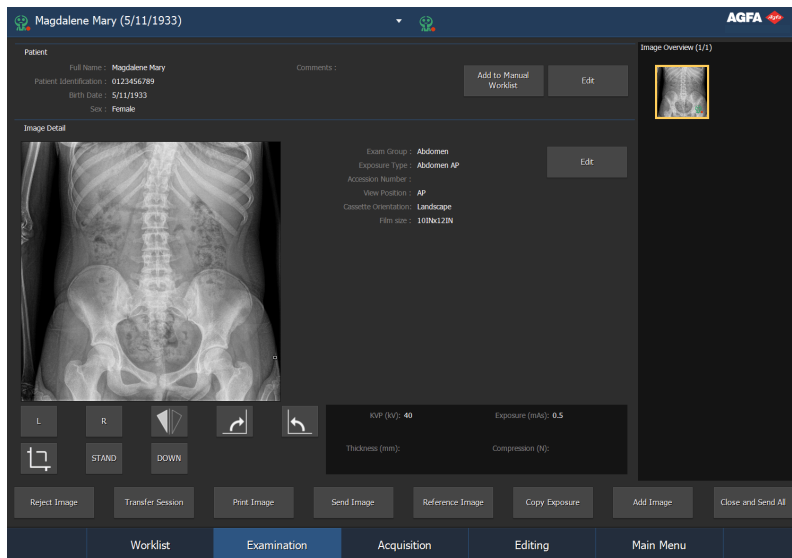 Magdalene Mary (5/11/1933)
AGFA
Patient
Full Name : Magdalene Mary
Comments :
Patient Identification : 0123456789
Birth Date : 5/11/1933
Sex : Female
Add to Manual Worklist
Edit
Image Overview (1/1)
Image Detail
Exam Group : Abdomen
Exposure Type : Abdomen AP
Accession Number :
View Position : AP
Cassette Orientation: Landscape
Film size : 10INx12IN
Edit
L
R
STAND
DOWN
KVP (kV): 40
Exposure (mAs): 0.5
Thickness (mm):
Compression (N):
Reject Image
Transfer Session
Print Image
Send Image
Reference Image
Copy Exposure
Add Image
Close and Send All
Worklist
Examination
Acquisition
Editing
Main Menu